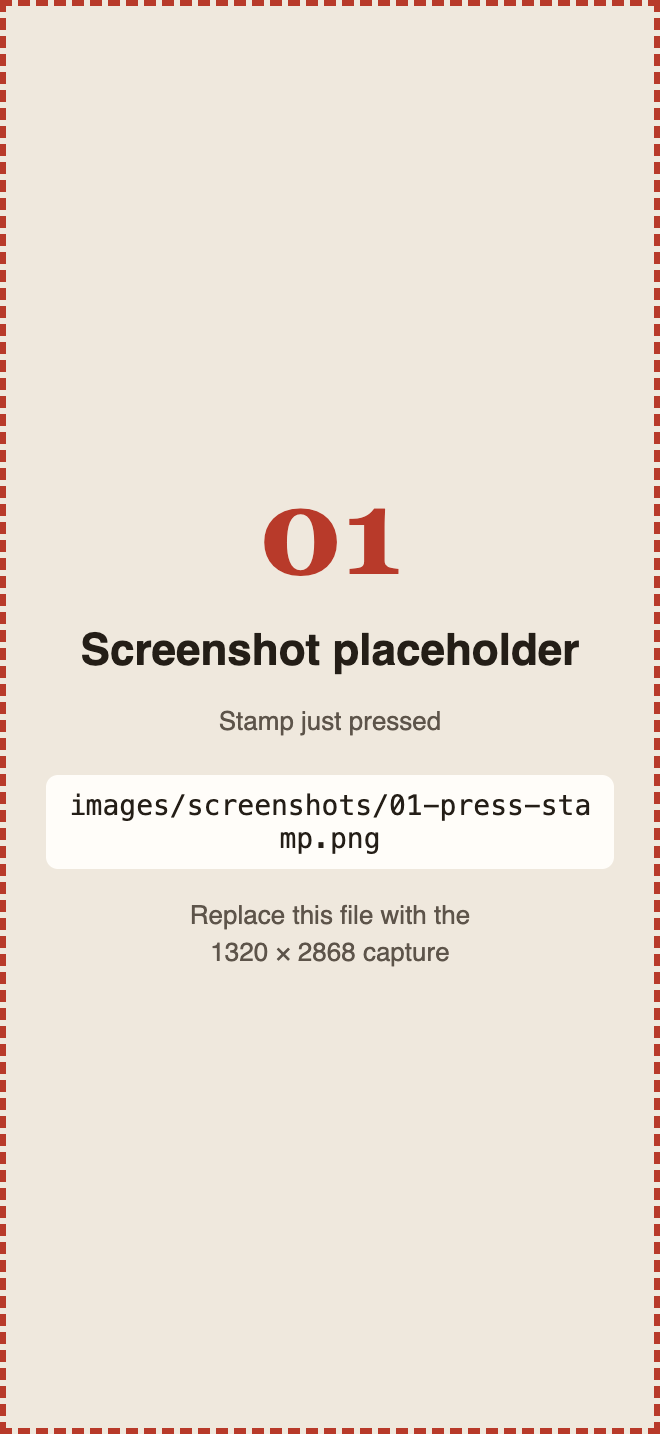 01
Screenshot placeholder
Stamp just pressed
images/screenshots/01-press-sta
mp.png
Replace this file with the
1320 × 2868 capture